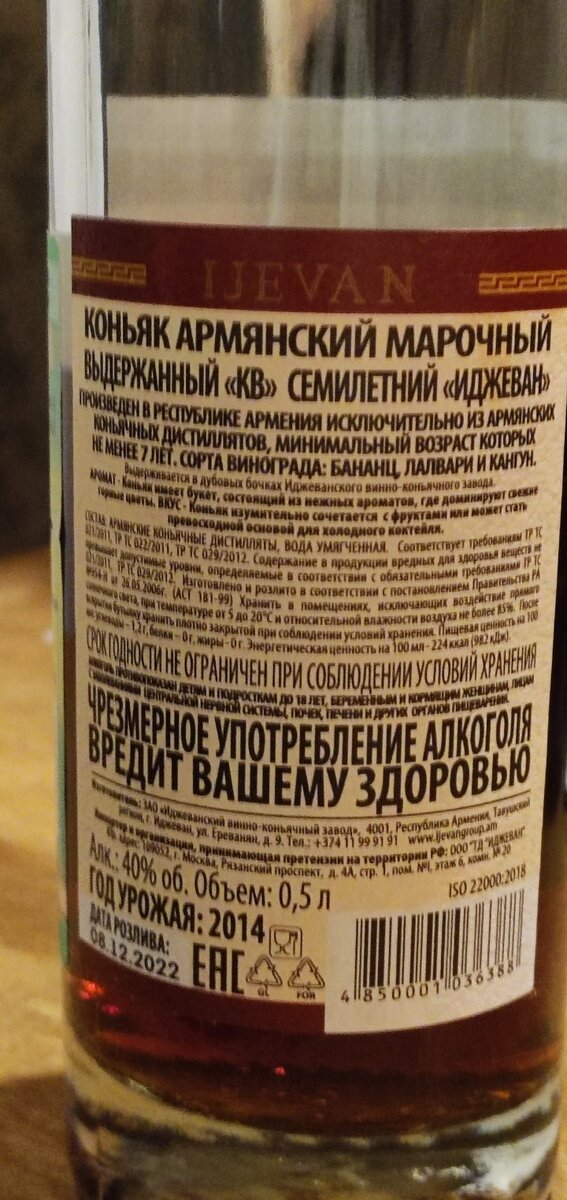 IJEVAN
КОНЬЯК АРМЯНСКИЙ МАРОЧНЫЙ
ВЫДЕРЖАННЫЙ «КВ» СЕМИЛЕТНИЙ «ИДЖЕВАН»
ПРОИЗВЕДЕН В РЕСПУБЛИКЕ АРМЕНИЯ ИСКЛЮЧИТЕЛЬНО ИЗ АРМЯНСКИХ
КОНЬЯЧНЫХ ДИСТИЛЛЯТОВ, МИНИМАЛЬНЫЙ ВОЗРАСТ КОТОРЫХ
НЕ МЕНЕЕ 7 ЛЕТ. СОРТА ВИНОГРАДА: БАНАНЦ, ЛАЛВАРИ И КАНГУН.
Выдерживается в дубовых бочках Иджеванского винно-коньячного завода.
АРОМАТ - Коньяк имеет букет, состоящий из нежных ароматов, где доминируют свежие
горные цветы. ВКУС - Коньяк изумительно сочетается с фруктами или может стать
превосходной основой для холодного коктейля.
СОСТАВ: АРМЯНСКИЕ КОНЬЯЧНЫЕ ДИСТИЛЛЯТЫ, ВОДА УМЯГЧЕННАЯ. Соответствует требованиям ТР ТС
021/2011, ТР ТС 022/2011, ТР ТС 029/2012. Содержание в продукции вредных для здоровья веществ не
превышает допустимые уровни, определяемые в соответствии с обязательными требованиями ТР ТС
021/2011, ТР ТС 029/2012. Изготовлено и розлито в соответствии с постановлением Правительства РА
от 26.05.2006г. (АСТ 181-99) Хранить в помещениях, исключающих воздействие прямого
солнечного света, при температуре от 5 до 20°С и относительной влажности воздуха не более 85%. После
вскрытия бутылку хранить плотно закрытой при соблюдении условий хранения. Пищевая ценность на 100
мл: углеводы – 1,2 г, белки – 0 г, жиры – 0 г. Энергетическая ценность на 100 мл - 224 ккал (982 кДж).
СРОК ГОДНОСТИ НЕ ОГРАНИЧЕН ПРИ СОБЛЮДЕНИИ УСЛОВИЙ ХРАНЕНИЯ
АЛКОГОЛЬ ПРОТИВОПОКАЗАН ДЕТЯМ И ПОДРОСТКАМ ДО 18 ЛЕТ, БЕРЕМЕННЫМ И КОРМЯЩИМ ЖЕНЩИНАМ, ЛИЦАМ
С ЗАБОЛЕВАНИЯМИ ЦЕНТРАЛЬНОЙ НЕРВНОЙ СИСТЕМЫ, ПОЧЕК, ПЕЧЕНИ И ДРУГИХ ОРГАНОВ ПИЩЕВАРЕНИЯ.
ЧРЕЗМЕРНОЕ УПОТРЕБЛЕНИЕ АЛКОГОЛЯ
ВРЕДИТ ВАШЕМУ ЗДОРОВЬЮ
Изготовитель: ЗАО «Иджеванский винно-коньячный завод», 4001, Республика Армения, Тавушский
регион, г. Иджеван, ул. Ереванян, д. 9. Тел.: +374 11 99 91 91 www.ijevangroup.am
Импортер и организация, принимающая претензии на территории РФ: ООО "ТД "ИДЖЕВАН".
адрес: 109052, г. Москва, Рязанский проспект, д. 4А, стр. 1, пом. №I, этаж 6, комн. № 20
Алк.: 40% об. Объем: 0,5 л
ISO 22000:2018
ГОД УРОЖАЯ: 2014
ДАТА РОЗЛИВА:
08.12.2022
EAC
GL
FOR
4 850001 036388